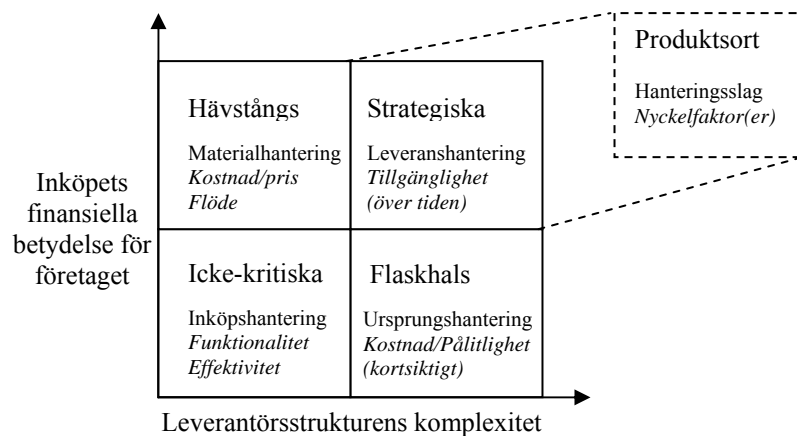 Produktsort
Hanteringsslag
Nyckelfaktor(er)
Inköpets
finansiella
betydelse för
företaget
Hävstångs
Materialhantering
Kostnad/pris
Flöde
Strategiska
Leveranshantering
Tillgänglighet
(över tiden)
Icke-kritiska
Inköpshantering
Funktionalitet
Effektivitet
Flaskhals
Ursprungshantering
Kostnad/Pålitlighet
(kortsiktigt)
Leverantörsstrukturens komplexitet